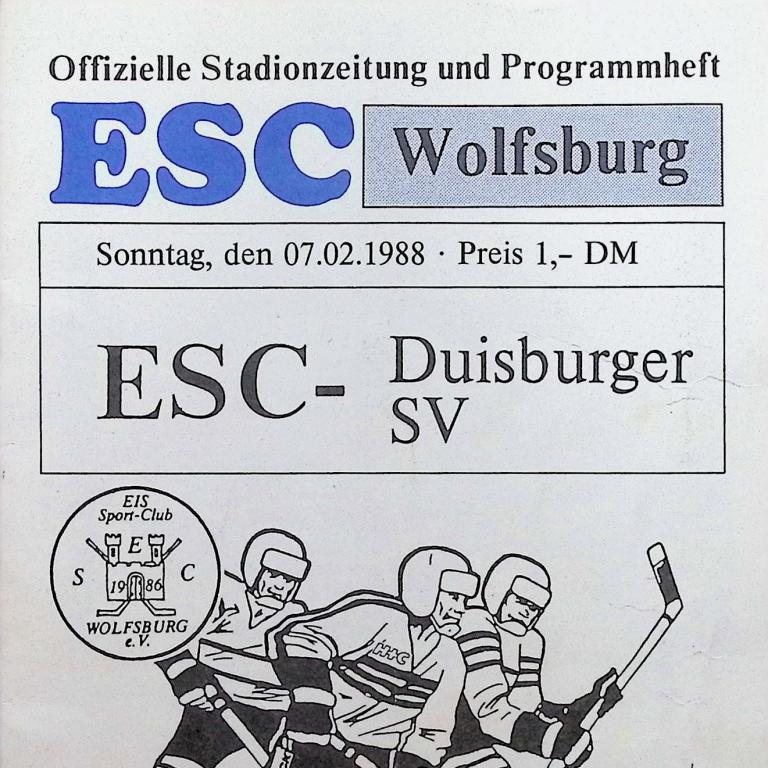 Offizielle Stadionzeitung und Programmheft
ESC Wolfsburg
Sonntag, den 07.02.1988 · Preis 1,– DM
ESC- Duisburger
SV
EIS
Sport-Club
E
S C
1986
WOLFSBURG
e.V.
H+G